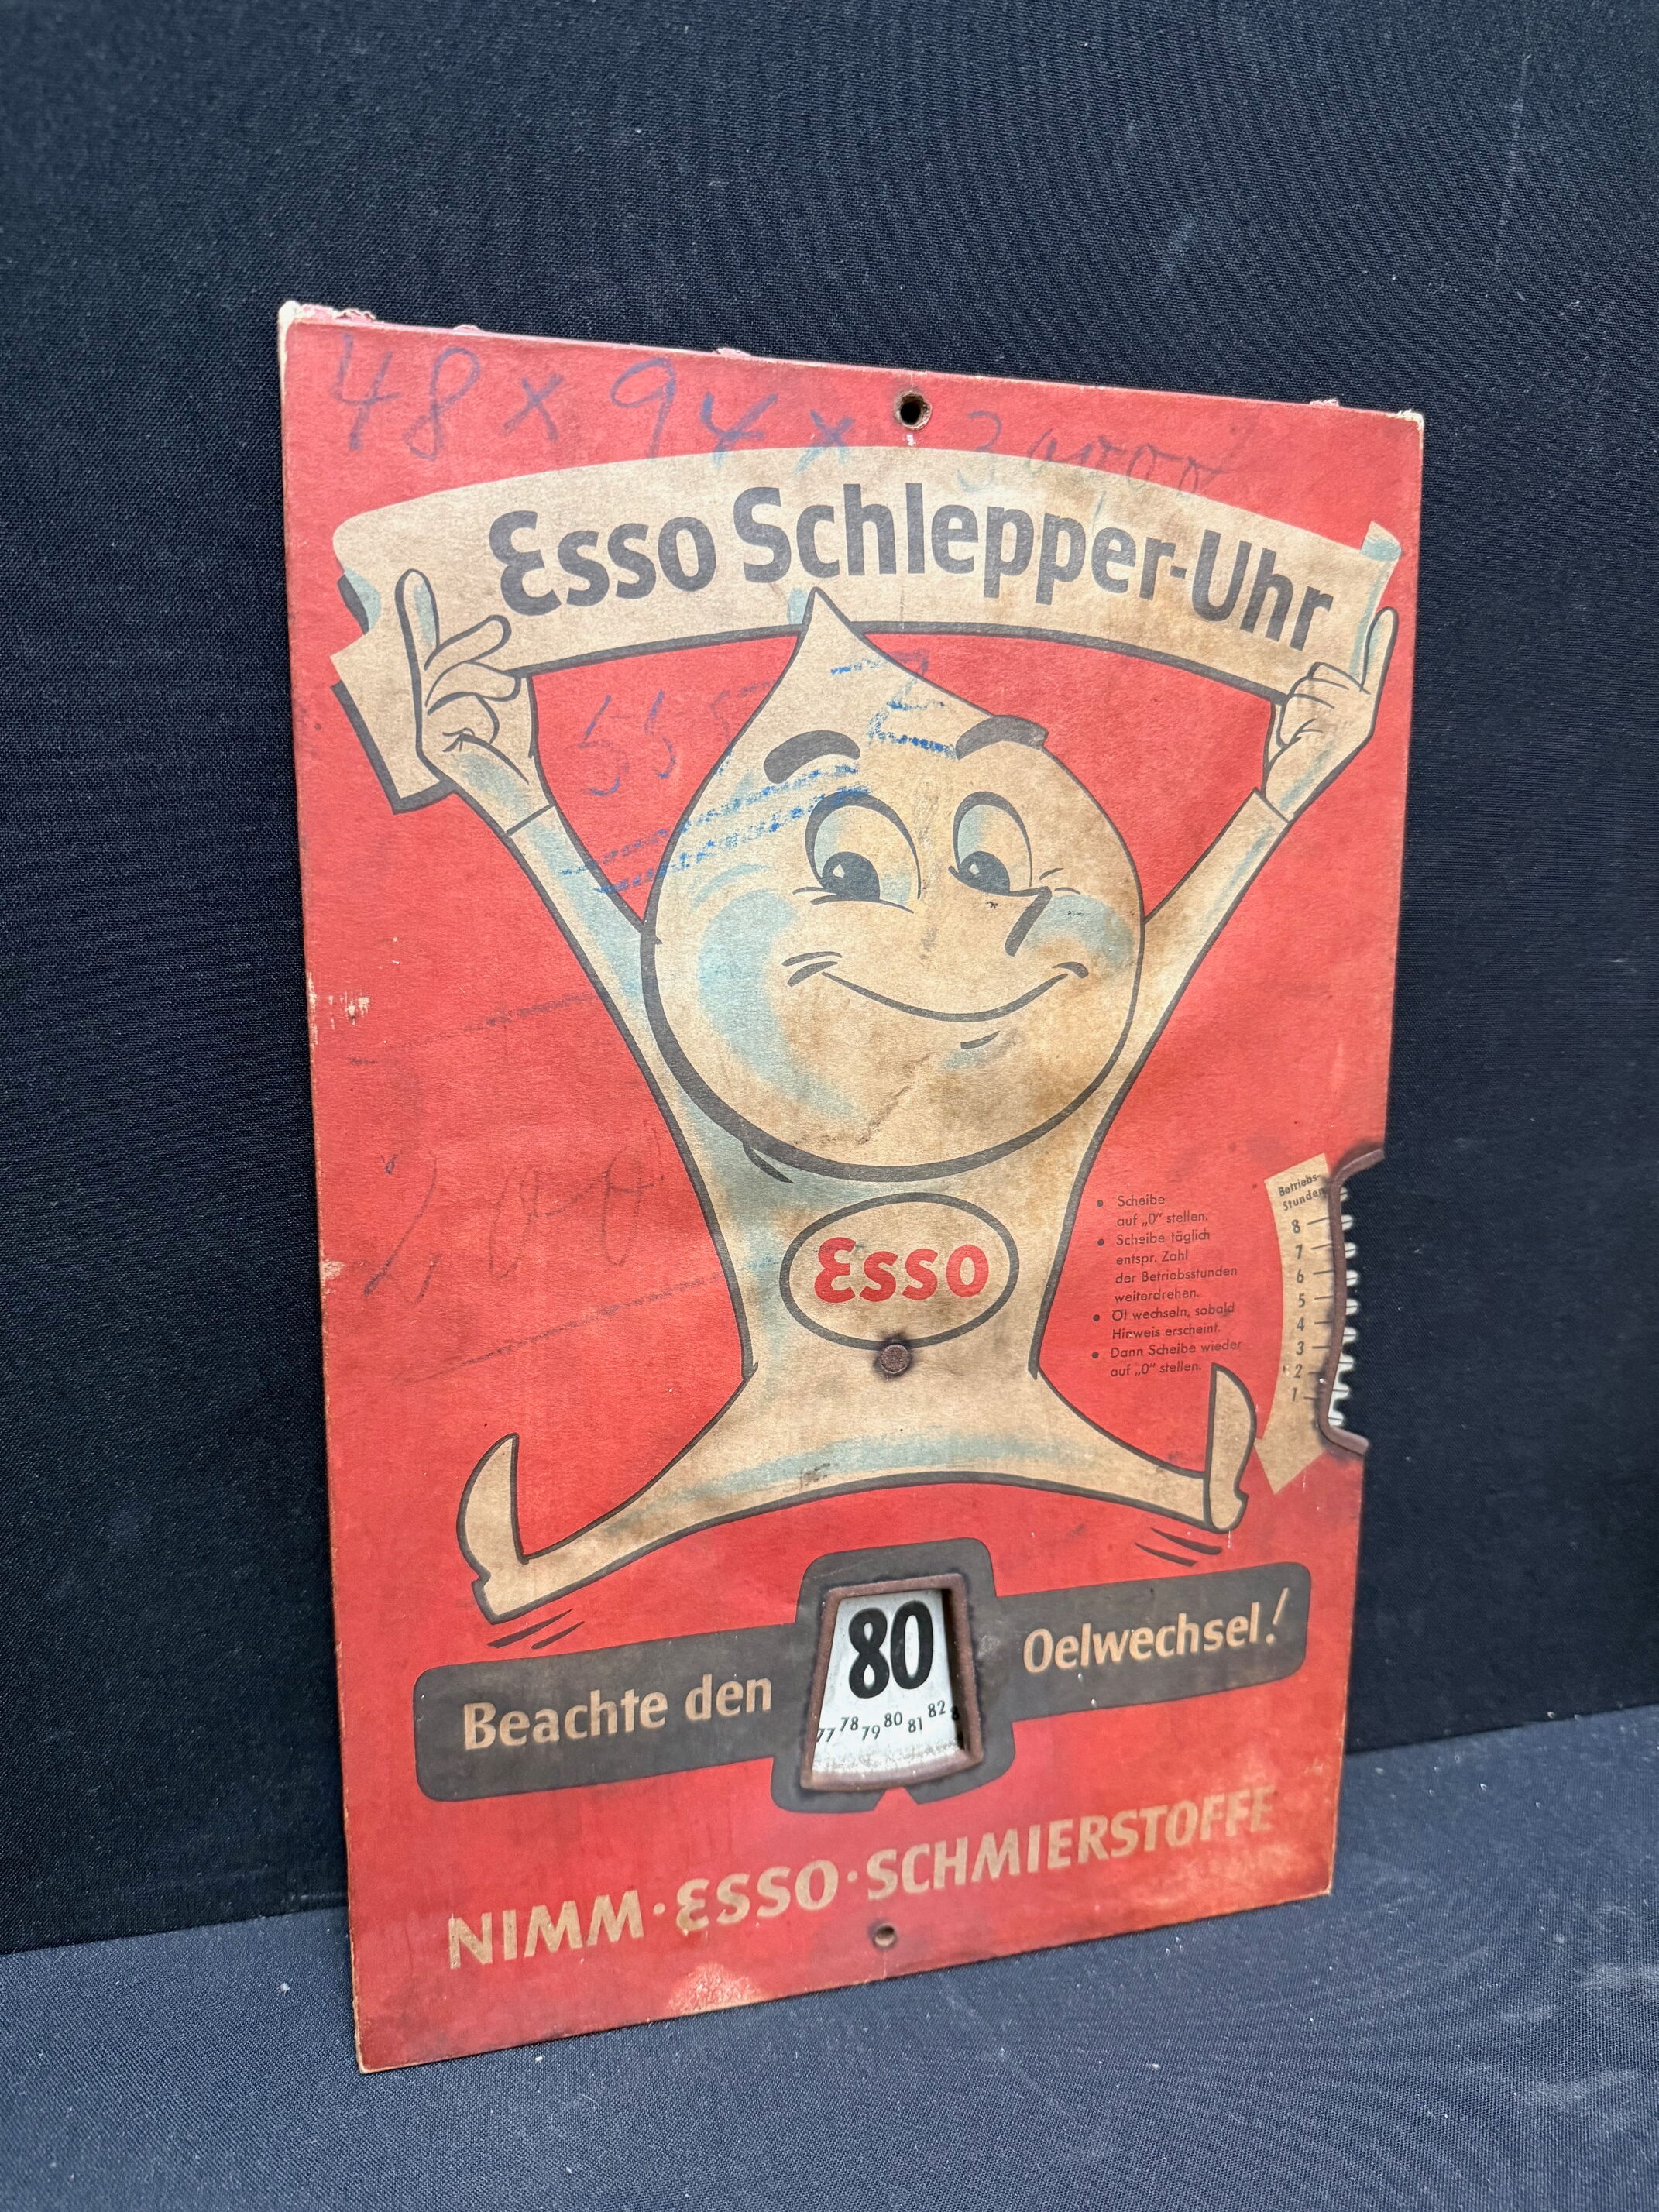 48 x 94 x
Esso Schlepper-Uhr
Esso
• Scheibe
auf „0" stellen.
• Scheibe täglich
entspr. Zahl
der Betriebsstunden
weiterdrehen.
• Öl wechseln, sobald
Hinweis erscheint.
• Dann Scheibe wieder
auf „0" stellen.
Betriebs-
Stunden
8
7
6
5
4
3
2
1
Beachte den
80
77 78 79 80 81 82
Oelwechsel!
NIMM·ESSO·SCHMIERSTOFFE